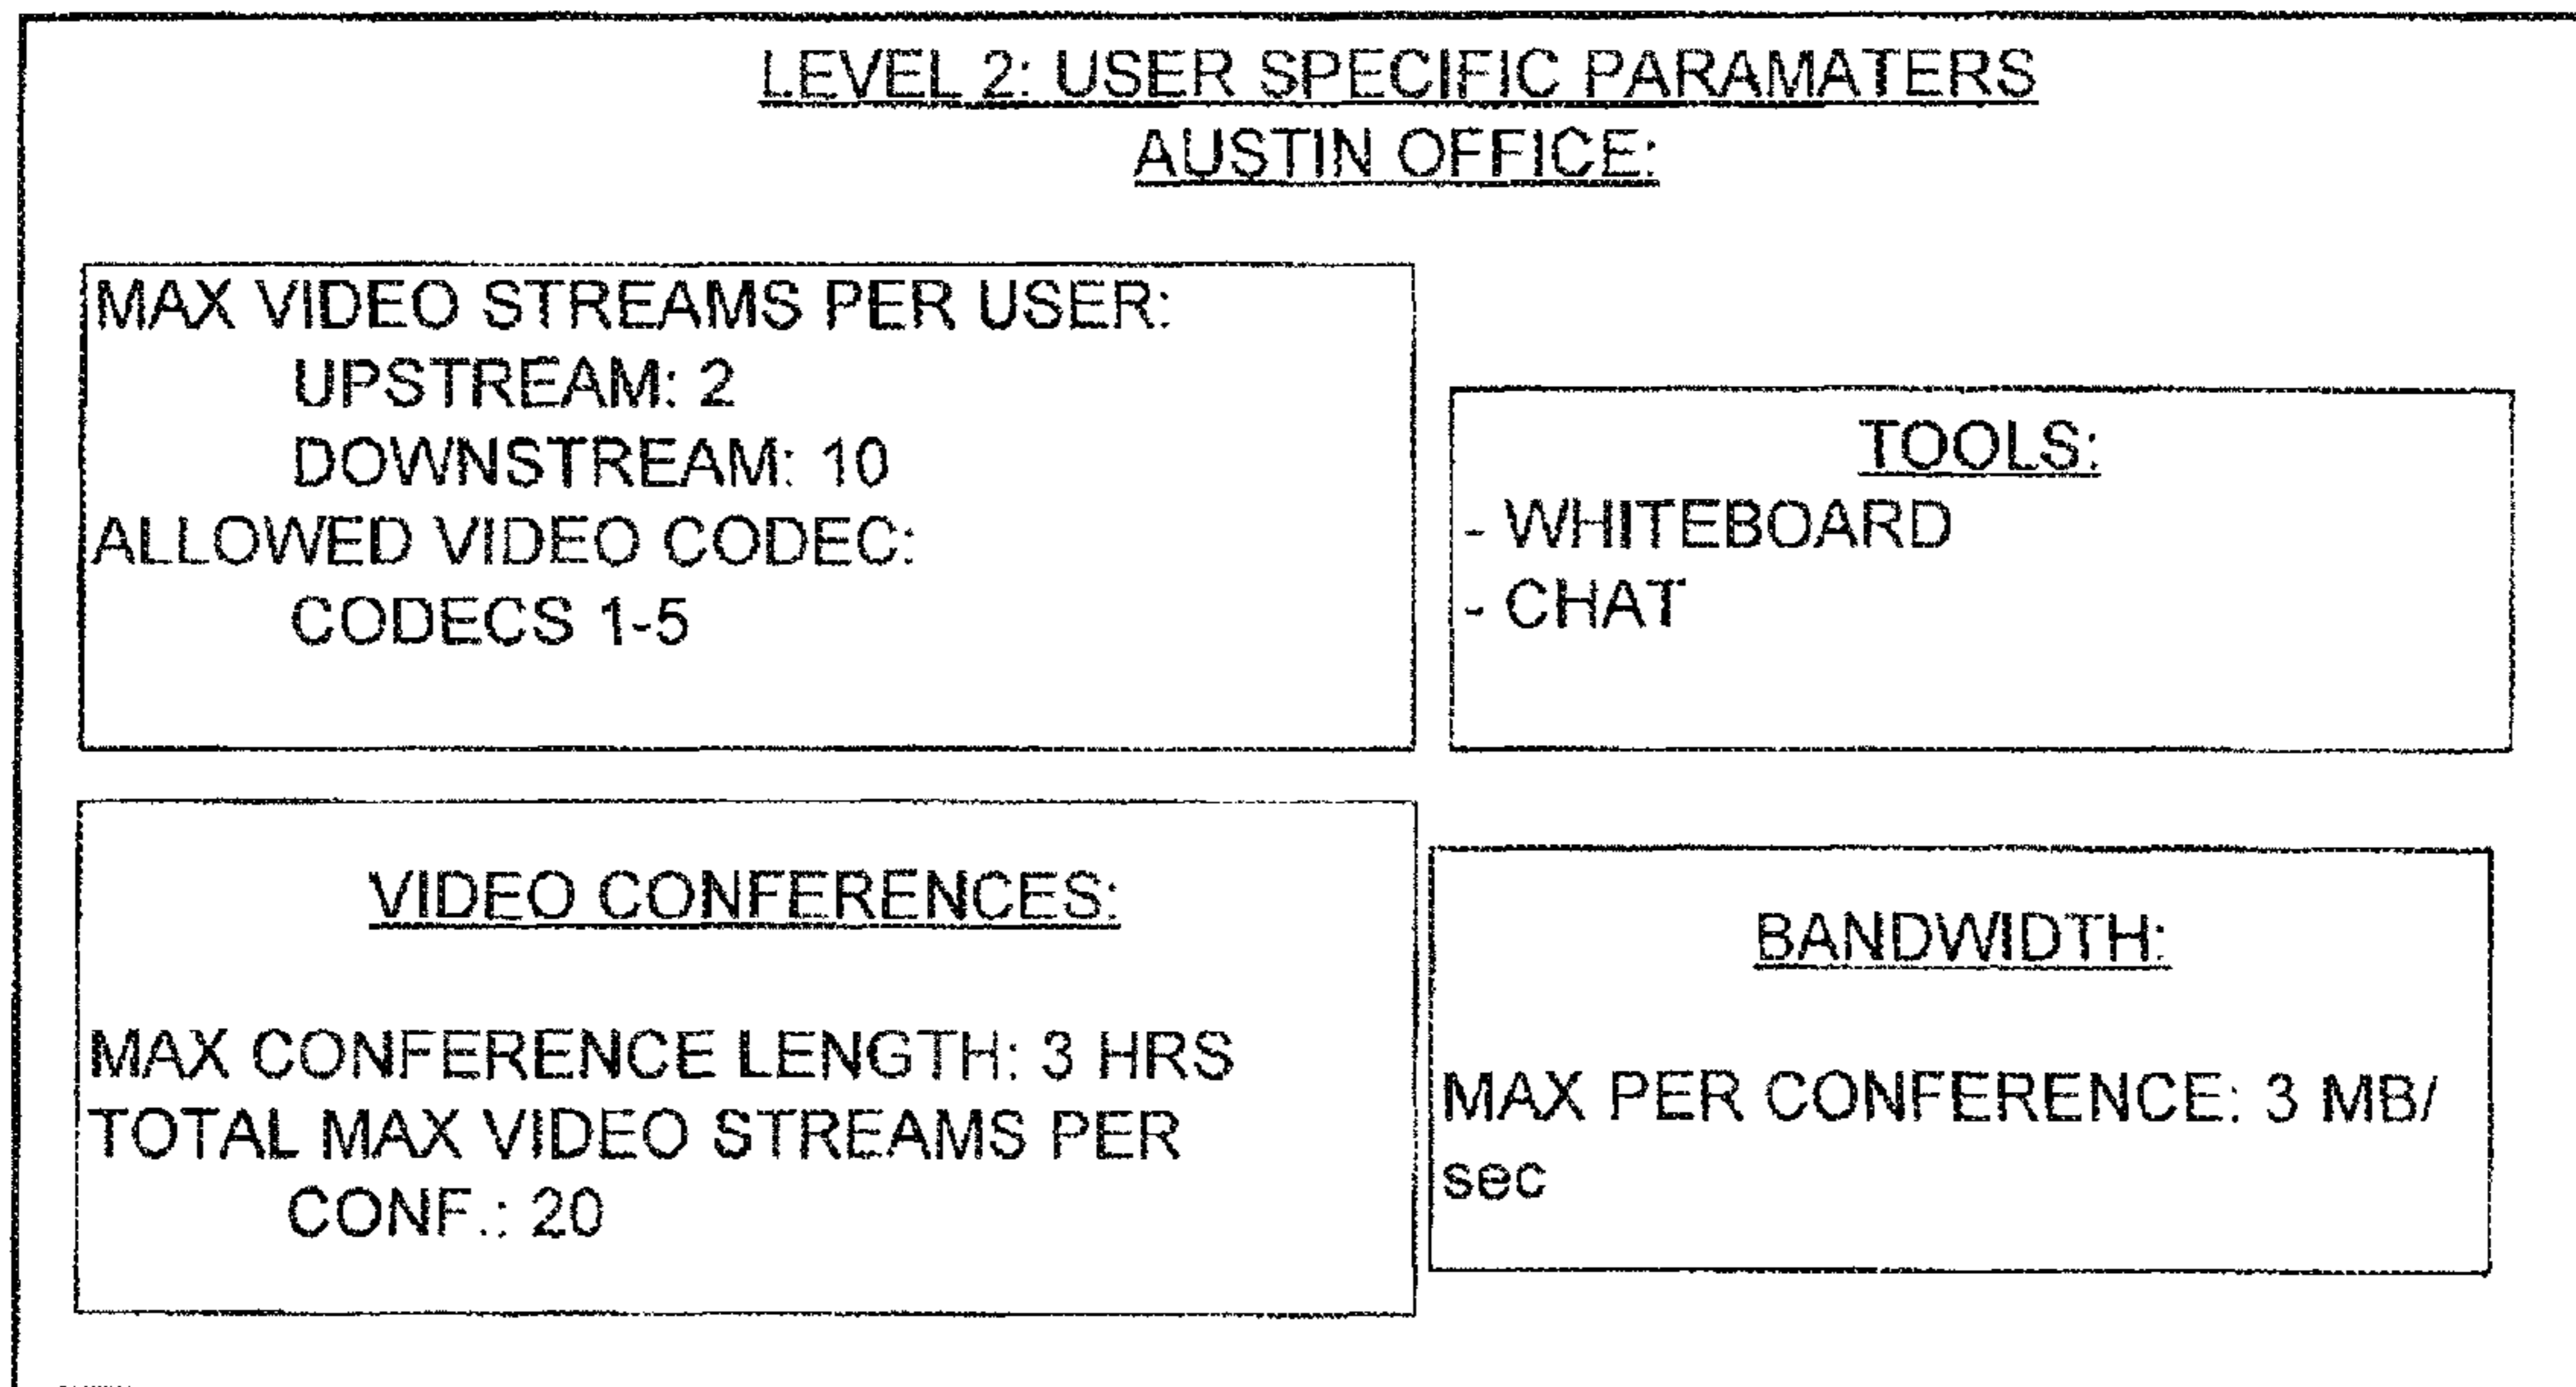 LEVEL 2: USER SPECIFIC PARAMATERS
AUSTIN OFFICE:
MAX VIDEO STREAMS PER USER:
UPSTREAM: 2
DOWNSTREAM: 10
ALLOWED VIDEO CODEC:
CODECS 1-5
TOOLS:
- WHITEBOARD
- CHAT
VIDEO CONFERENCES:
MAX CONFERENCE LENGTH: 3 HRS
TOTAL MAX VIDEO STREAMS PER
CONF.: 20
BANDWIDTH:
MAX PER CONFERENCE: 3 MB/
sec